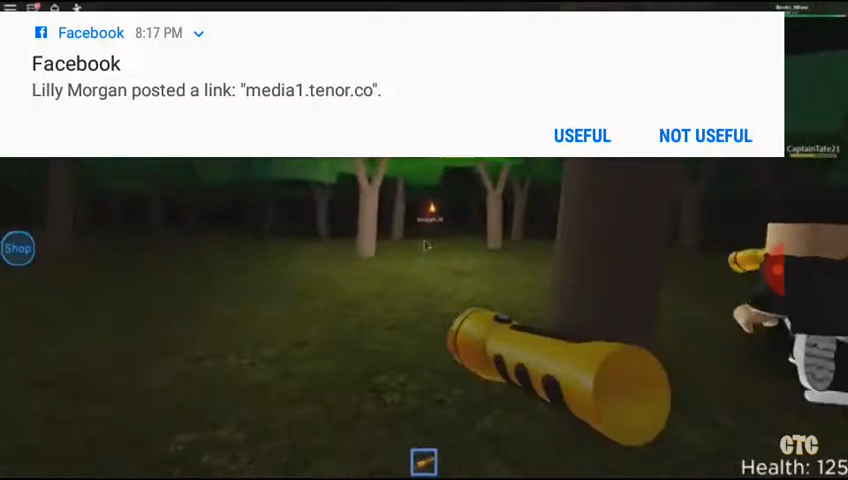 Facebook 8:17 PM
Facebook
Lilly Morgan posted a link: "media1.tenor.co".
USEFUL NOT USEFUL
CaptainTate21
Shop
CTC
Health: 125